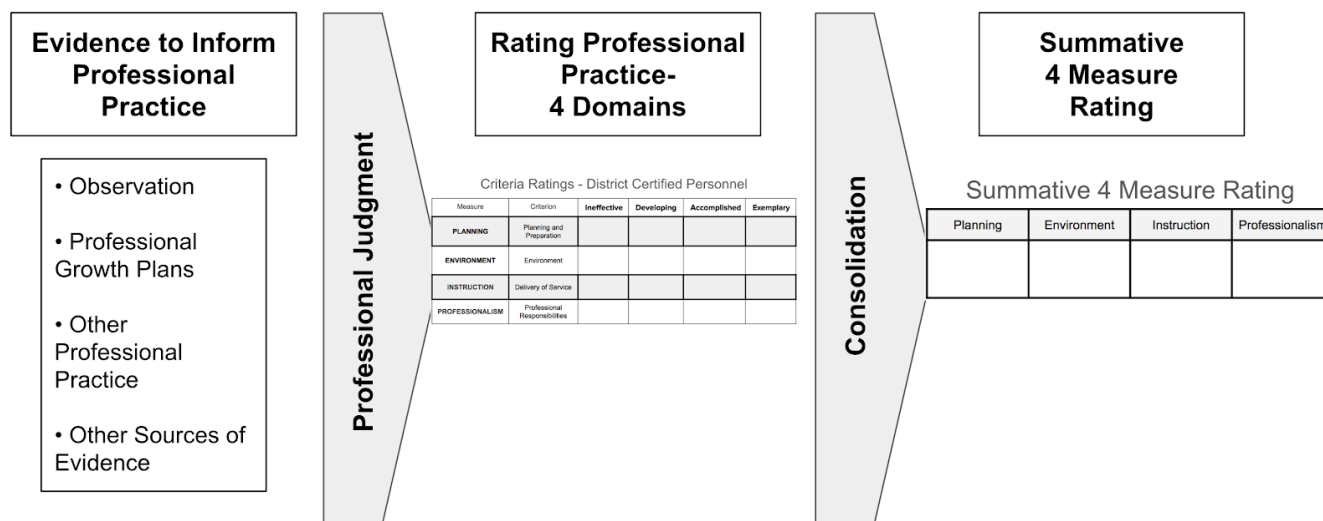 Evidence to Inform
Professional
Practice
• Observation
• Professional
Growth Plans
• Other
Professional
Practice
• Other Sources of
Evidence
Professional Judgment
Rating Professional
Practice-
4 Domains
Criteria Ratings - District Certified Personnel
Measure Criterion Ineffective Developing Accomplished Exemplary
PLANNING Planning and
Preparation
ENVIRONMENT Environment
INSTRUCTION Delivery of Service
PROFESSIONALISM Professional
Responsibilities
Consolidation
Summative
4 Measure
Rating
Summative 4 Measure Rating
Planning Environment Instruction Professionalism